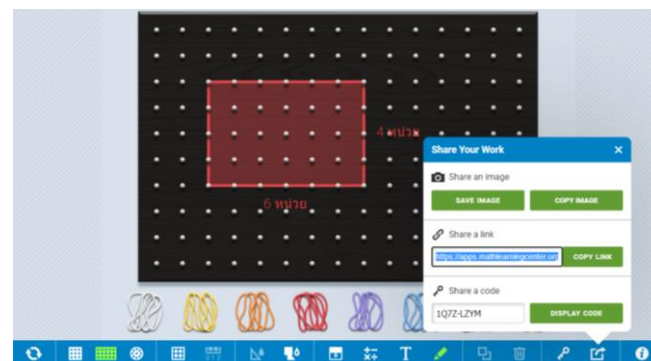 4 หน่วย
6 หน่วย
Share Your Work
Share an image
SAVE IMAGE
COPY IMAGE
Share a link
https://apps.mathlearningcenter.org
COPY LINK
Share a code
1Q7Z-LZYM
DISPLAY CODE
T